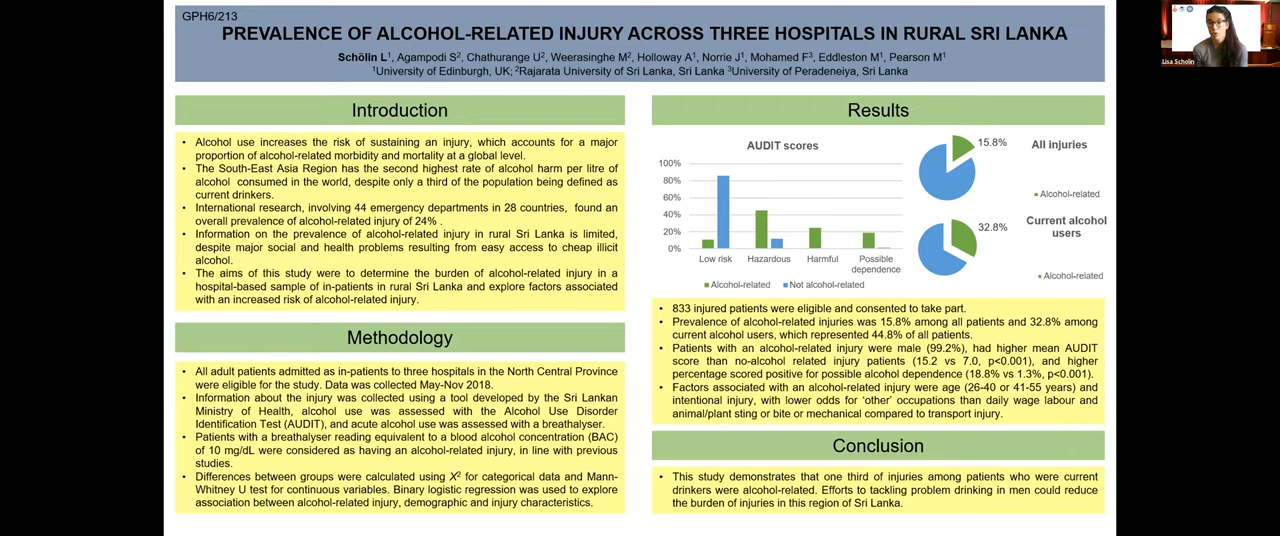 GPH6/213
PREVALENCE OF ALCOHOL-RELATED INJURY ACROSS THREE HOSPITALS IN RURAL SRI LANKA
Schölin L1, Agampodi S2, Chathurange U2, Weerasinghe M2, Holloway A1, Norrie J1, Mohamed F3, Eddleston M1, Pearson M1
1University of Edinburgh, UK; 2Rajarata University of Sri Lanka, Sri Lanka 3University of Peradeneiya, Sri Lanka
Lisa Scholin
Introduction
• Alcohol use increases the risk of sustaining an injury, which accounts for a major
proportion of alcohol-related morbidity and mortality at a global level.
• The South-East Asia Region has the second highest rate of alcohol harm per litre of
alcohol consumed in the world, despite only a third of the population being defined as
current drinkers.
• International research, involving 44 emergency departments in 28 countries, found an
overall prevalence of alcohol-related injury of 24% .
• Information on the prevalence of alcohol-related injury in rural Sri Lanka is limited,
despite major social and health problems resulting from easy access to cheap illicit
alcohol.
• The aims of this study were to determine the burden of alcohol-related injury in a
hospital-based sample of in-patients in rural Sri Lanka and explore factors associated
with an increased risk of alcohol-related injury.
Methodology
• All adult patients admitted as in-patients to three hospitals in the North Central Province
were eligible for the study. Data was collected May-Nov 2018.
• Information about the injury was collected using a tool developed by the Sri Lankan
Ministry of Health, alcohol use was assessed with the Alcohol Use Disorder
Identification Test (AUDIT), and acute alcohol use was assessed with a breathalyser.
• Patients with a breathalyser reading equivalent to a blood alcohol concentration (BAC)
of 10 mg/dL were considered as having an alcohol-related injury, in line with previous
studies.
• Differences between groups were calculated using X2 for categorical data and Mann-
Whitney U test for continuous variables. Binary logistic regression was used to explore
association between alcohol-related injury, demographic and injury characteristics.
Results
AUDIT scores
100%
80%
60%
40%
20%
0%
Low risk Hazardous Harmful Possible
dependence
Alcohol-related Not alcohol-related
15.8%
All injuries
Alcohol-related
32.8%
Current alcohol
users
Alcohol-related
• 833 injured patients were eligible and consented to take part.
• Prevalence of alcohol-related injuries was 15.8% among all patients and 32.8% among
current alcohol users, which represented 44.8% of all patients.
• Patients with an alcohol-related injury were male (99.2%), had higher mean AUDIT
score than no-alcohol related injury patients (15.2 vs 7.0, p<0.001), and higher
percentage scored positive for possible alcohol dependence (18.8% vs 1.3%, p<0.001).
• Factors associated with an alcohol-related injury were age (26-40 or 41-55 years) and
intentional injury, with lower odds for ‘other’ occupations than daily wage labour and
animal/plant sting or bite or mechanical compared to transport injury.
Conclusion
• This study demonstrates that one third of injuries among patients who were current
drinkers were alcohol-related. Efforts to tackling problem drinking in men could reduce
the burden of injuries in this region of Sri Lanka.